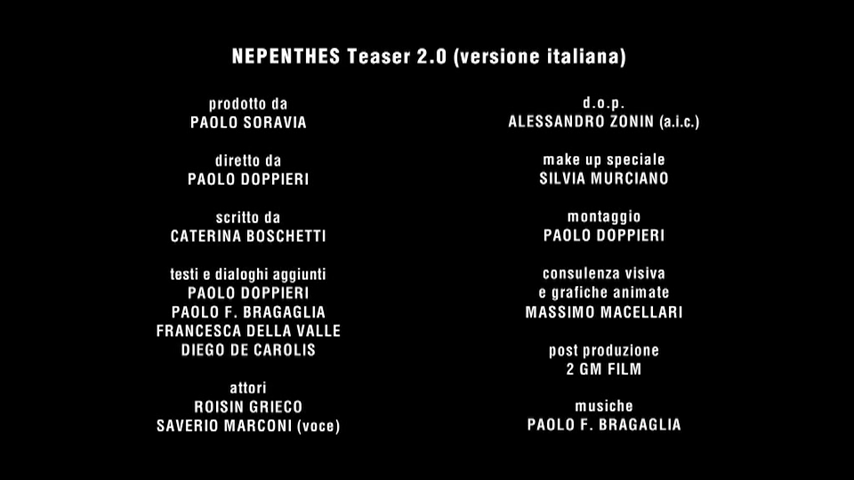 NEPENTHES Teaser 2.0 (versione italiana)
prodotto da
PAOLO SORAVIA
diretto da
PAOLO DOPPIERI
scritto da
CATERINA BOSCHETTI
testi e dialoghi aggiunti
PAOLO DOPPIERI
PAOLO F. BRAGAGLIA
FRANCESCA DELLA VALLE
DIEGO DE CAROLIS
attori
ROISIN GRIECO
SAVERIO MARCONI (voce)
d.o.p.
ALESSANDRO ZONIN (a.i.c.)
make up speciale
SILVIA MURCIANO
montaggio
PAOLO DOPPIERI
consulenza visiva
e grafiche animate
MASSIMO MACELLARI
post produzione
2 GM FILM
musiche
PAOLO F. BRAGAGLIA